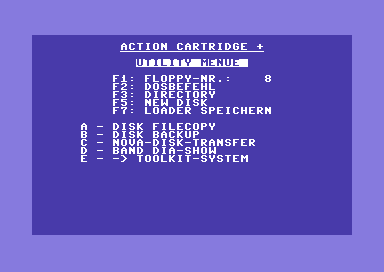 ACTION CARTRIDGE +
UTILITY MENUE
F1: FLOPPY-NR.: 8
F2: DOSBEFEHL
F3: DIRECTORY
F5: NEW DISK
F7: LOADER SPEICHERN
A - DISK FILECOPY
B - DISK BACKUP
C - NOVA-DISK-TRANSFER
D - BAND DIA-SHOW
E - -> TOOLKIT-SYSTEM